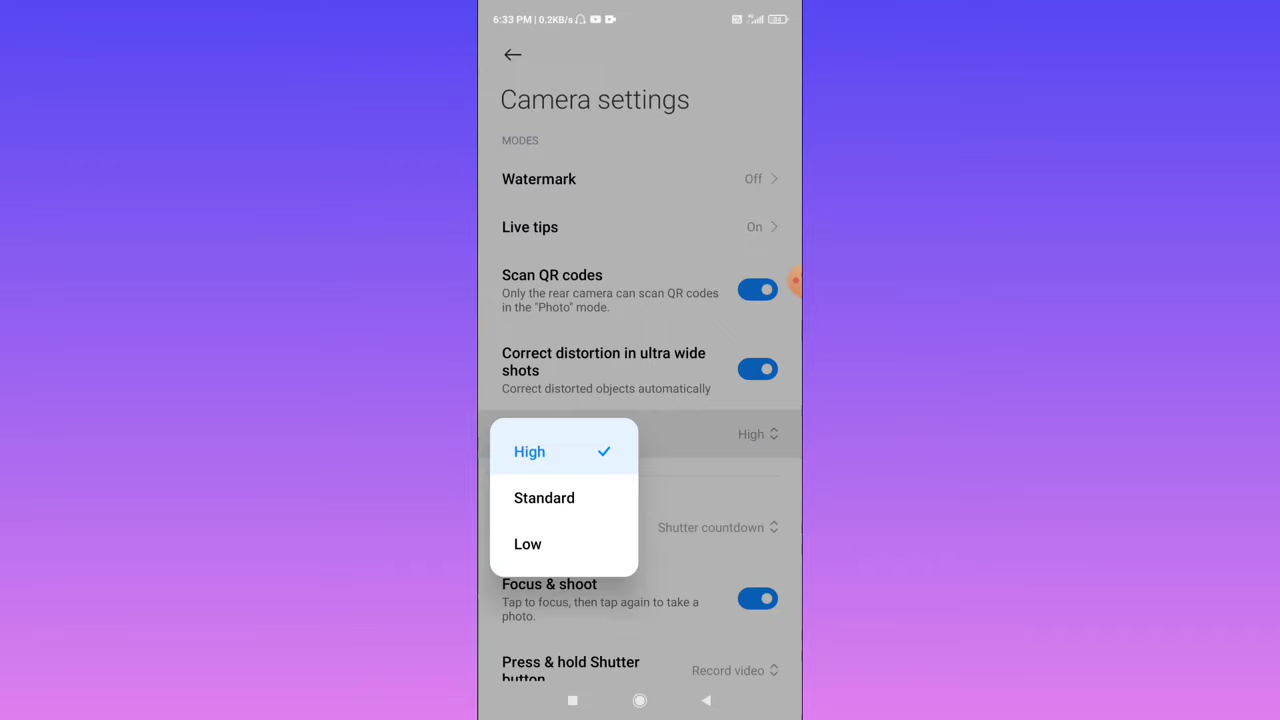 6:33 PM | 0.2KB/s
84
Camera settings
MODES
Watermark
Off
Live tips
On
Scan QR codes
Only the rear camera can scan QR codes
in the "Photo" mode.
Correct distortion in ultra wide
shots
Correct distorted objects automatically
High
High
Standard
Shutter countdown
Low
Focus & shoot
Tap to focus, then tap again to take a
photo.
Press & hold Shutter
button
Record video